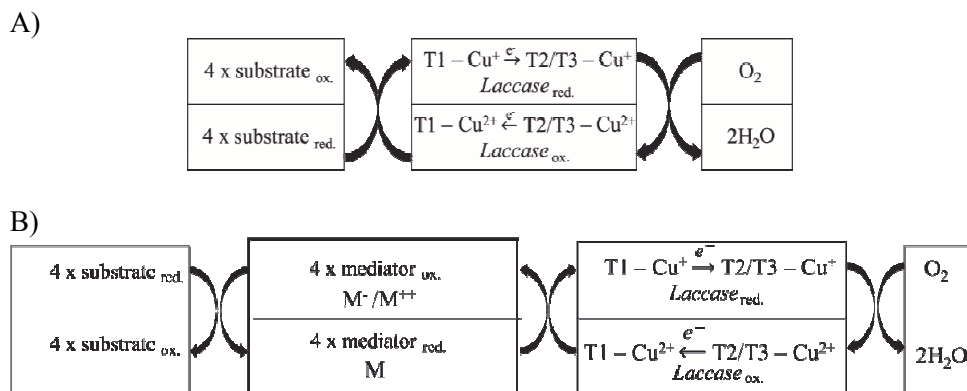 A)
4 x substrate ox.
T1 – Cu⁺ e⁻→ T2/T3 – Cu⁺
Laccase red.
O₂
4 x substrate red.
T1 – Cu²⁺ e⁻← T2/T3 – Cu²⁺
Laccase ox.
2H₂O
B)
4 x substrate red.
4 x mediator ox.
M⁻/M⁺⁺
T1 – Cu⁺ e⁻→ T2/T3 – Cu⁺
Laccase red.
O₂
4 x substrate ox.
4 x mediator red.
M
T1 – Cu²⁺ e⁻← T2/T3 – Cu²⁺
Laccase ox.
2H₂O